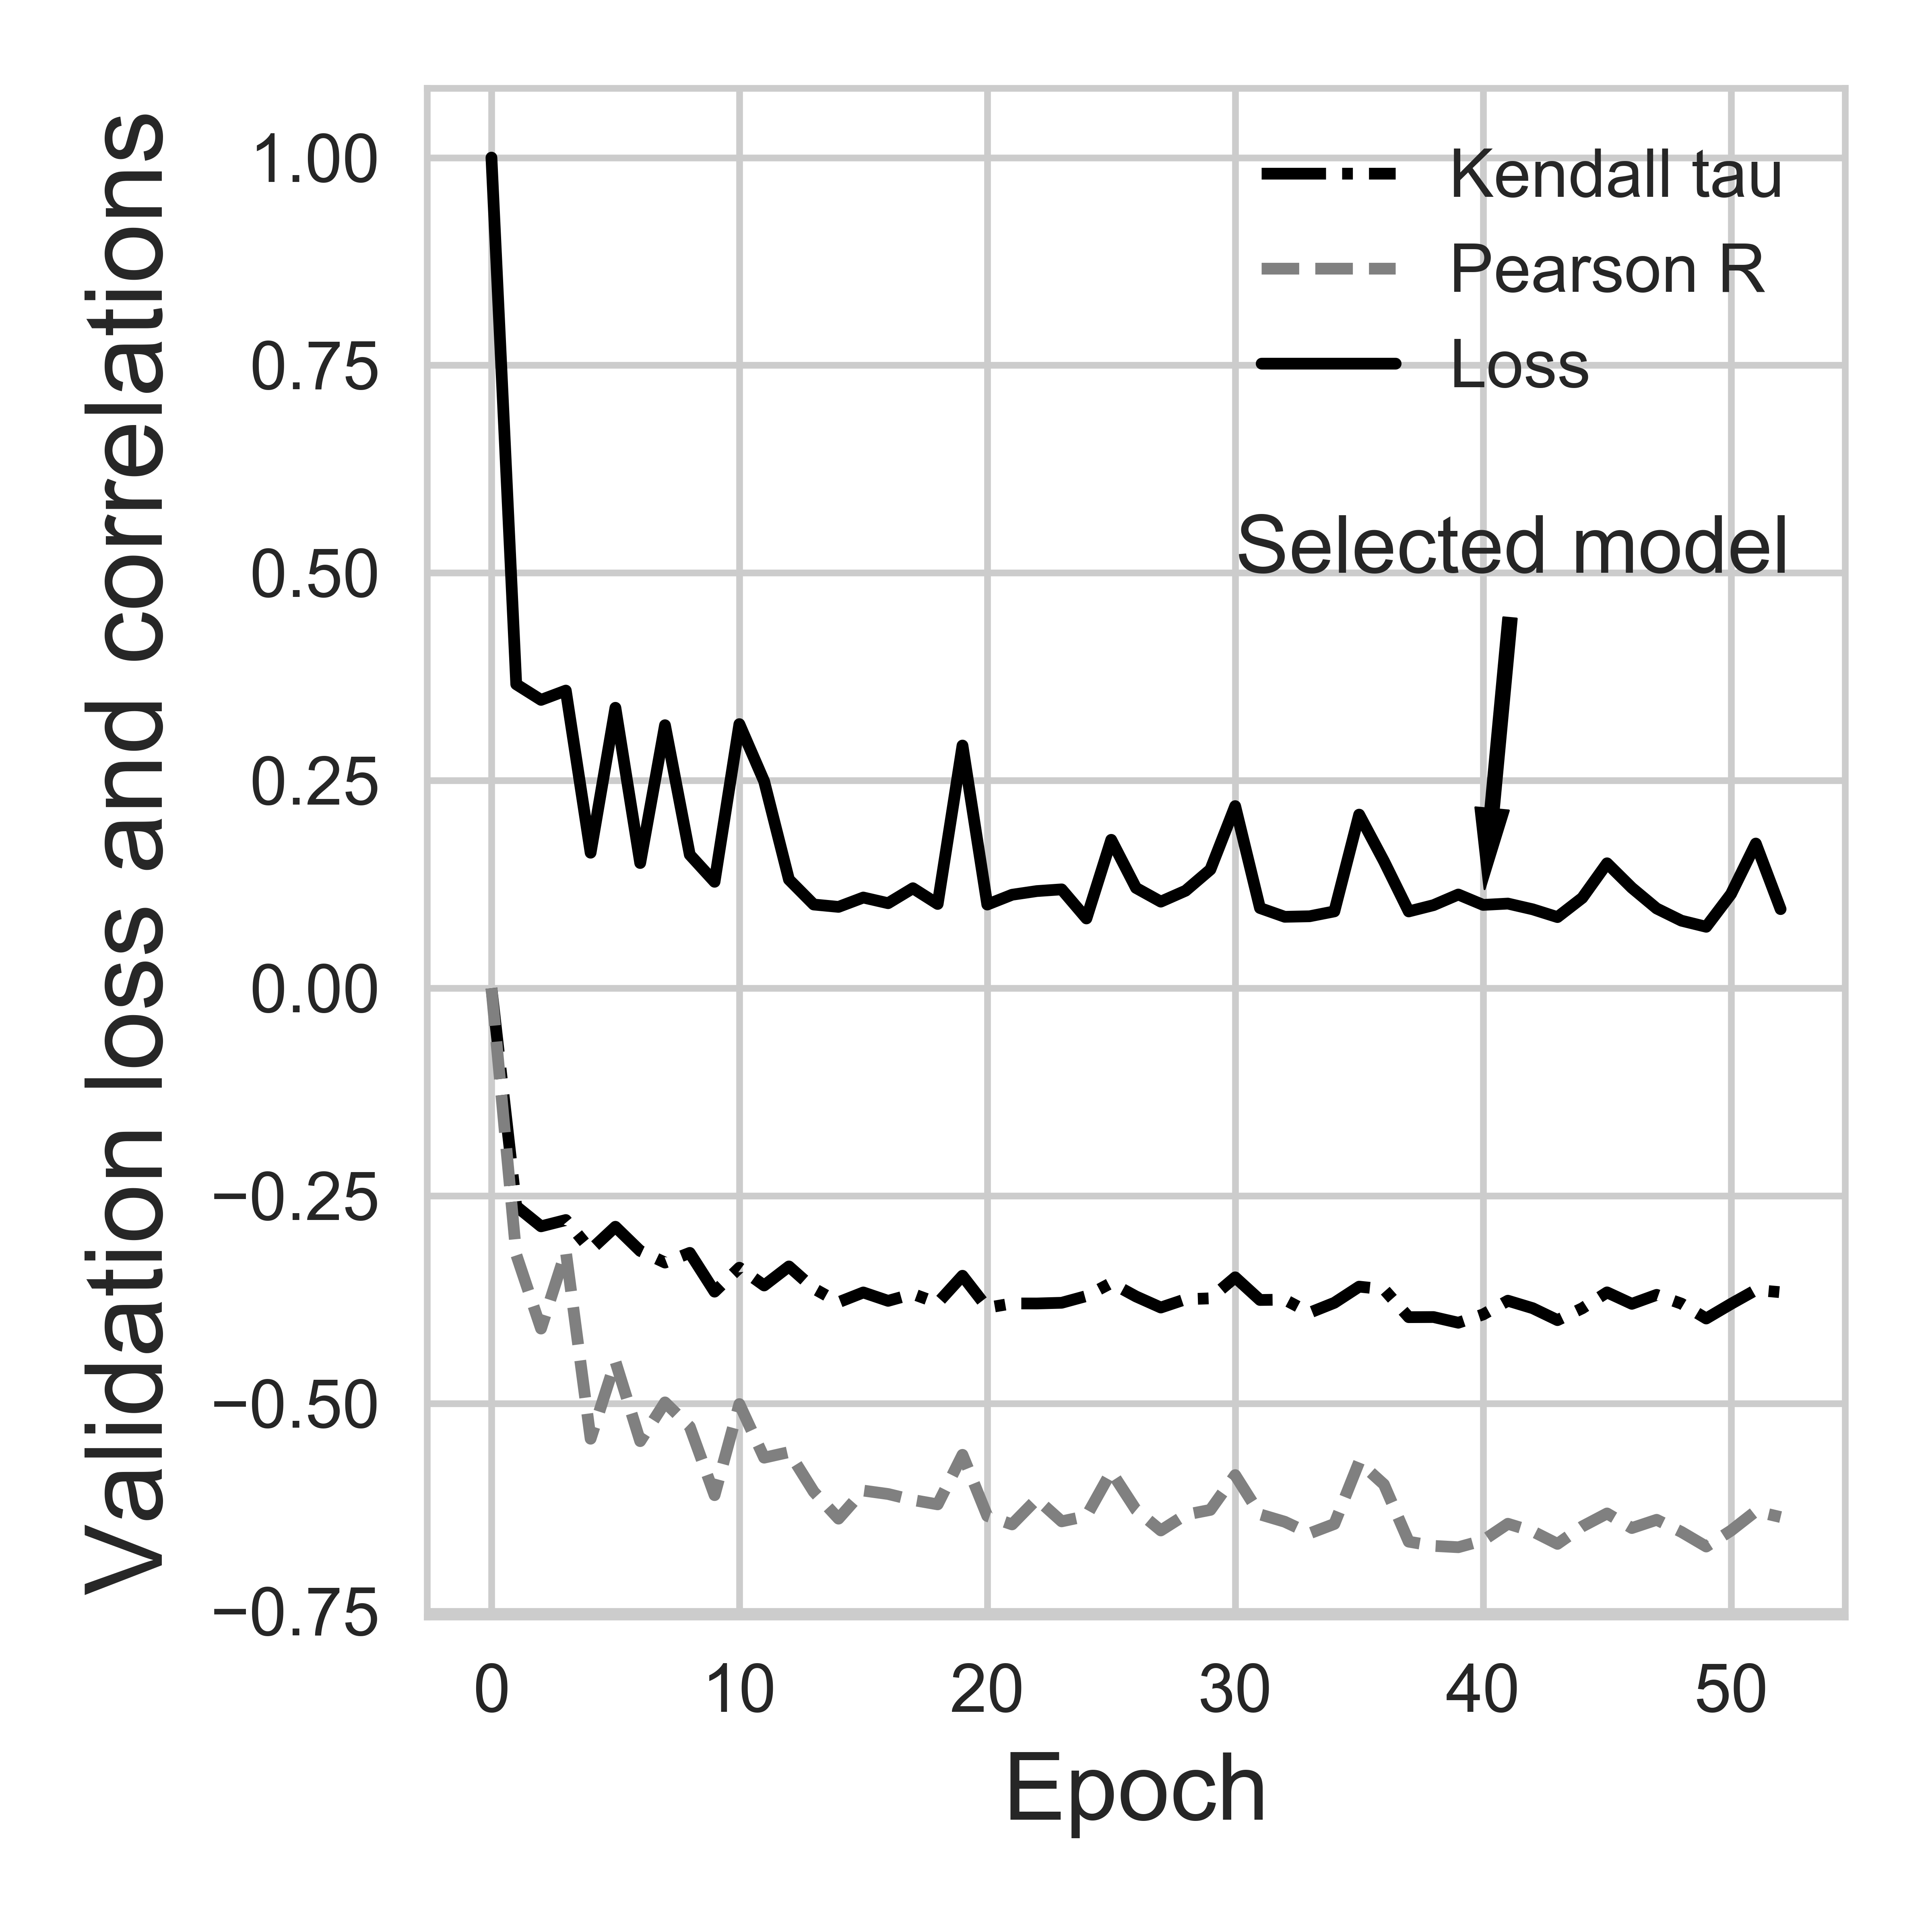 Validation loss and correlations
1.00
0.75
0.50
0.25
0.00
−0.25
−0.50
−0.75
Kendall tau
Pearson R
Loss
Selected model
0 10 20 30 40 50
Epoch